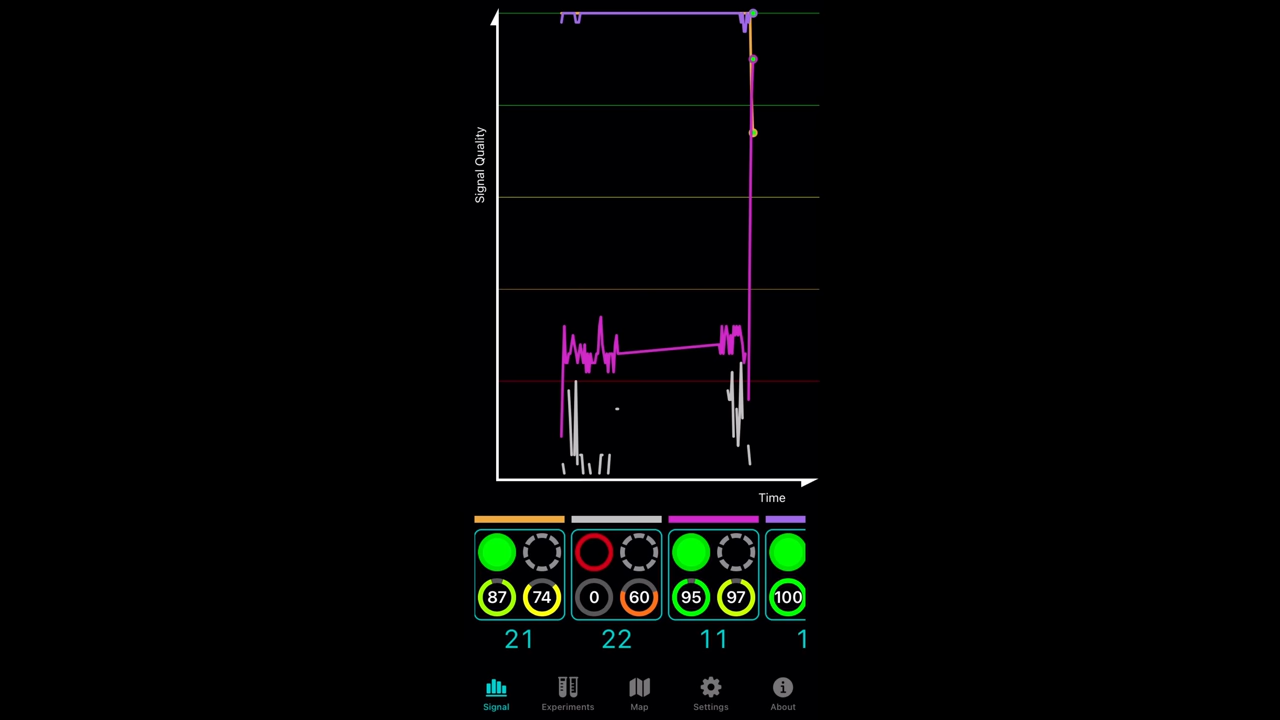 Signal Quality
Time
87 74 0 60 95 97 100
21 22 11 1
Signal Experiments Map Settings About